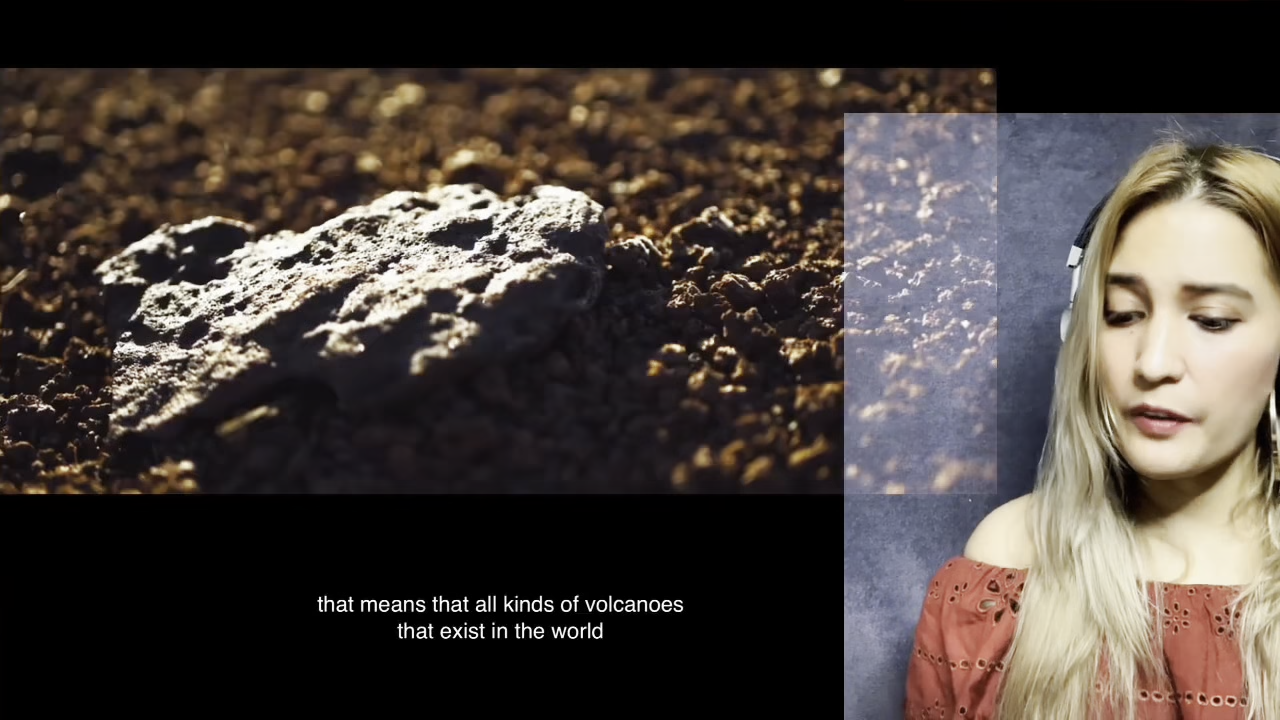 that means that all kinds of volcanoes
that exist in the world